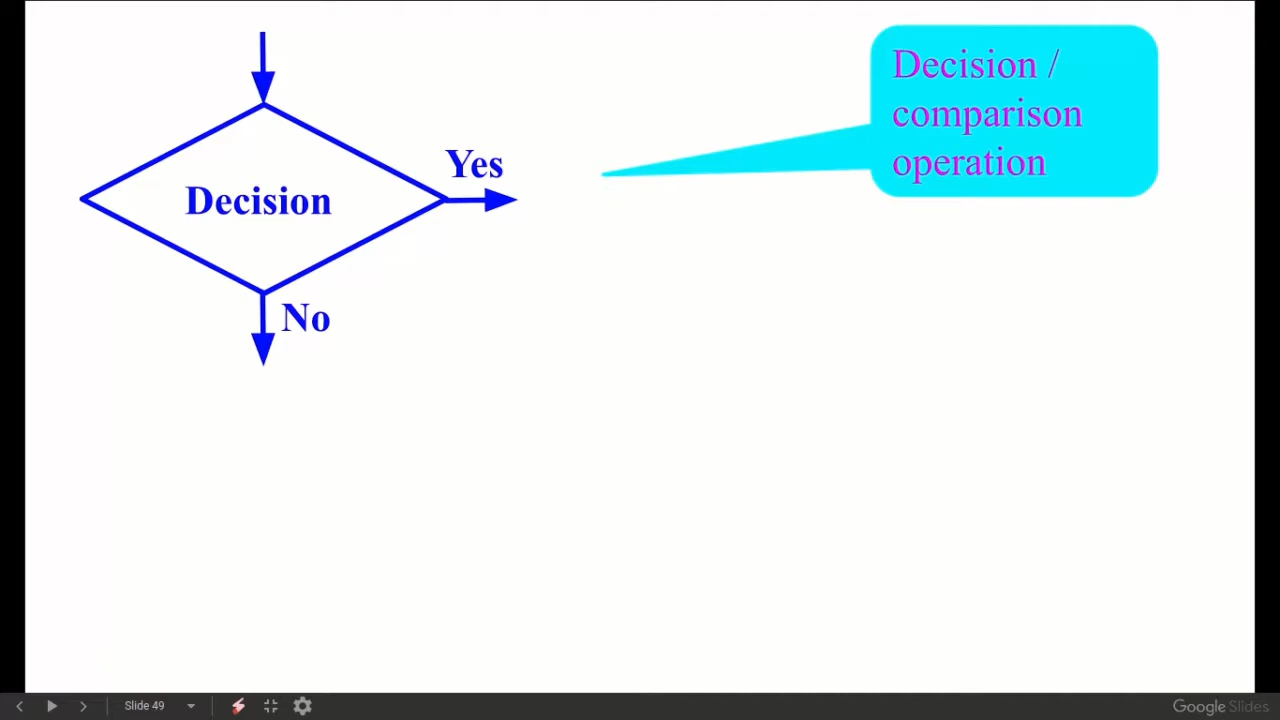 Decision /
comparison
operation
Yes
Decision
No
Slide 49
Google Slides